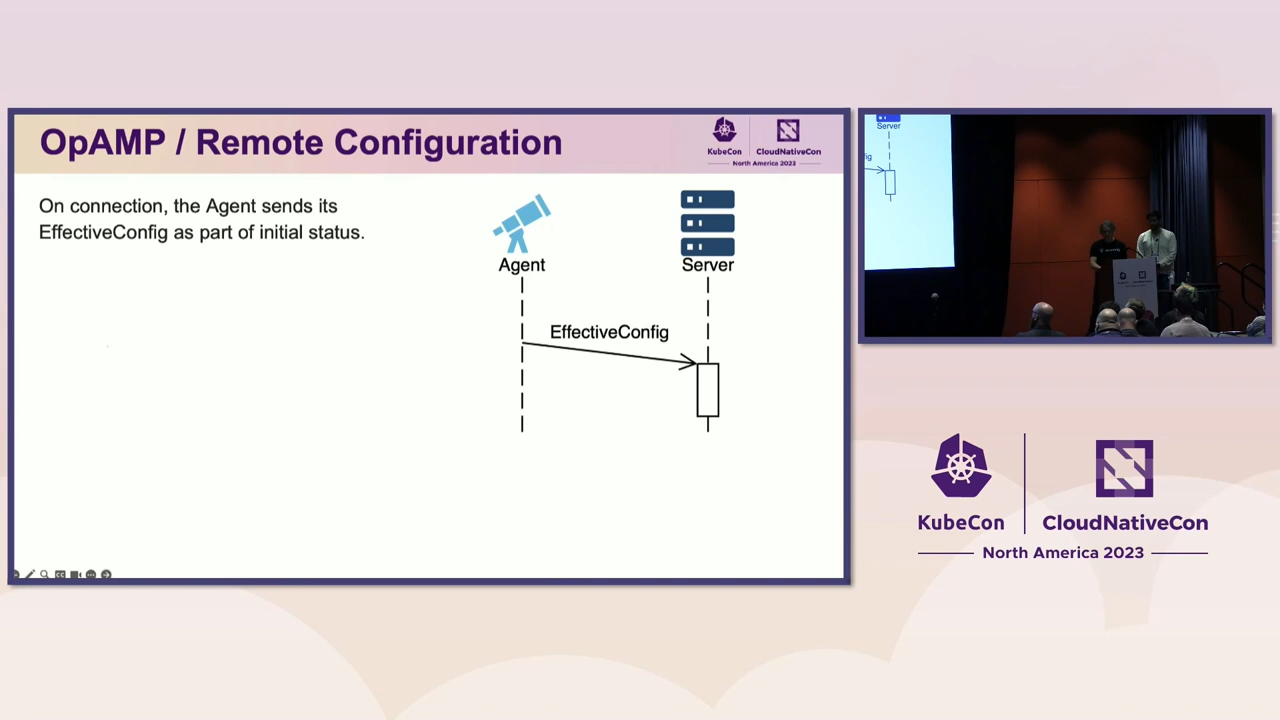 OpAMP / Remote Configuration
KubeCon
CloudNativeCon
North America 2023
On connection, the Agent sends its
EffectiveConfig as part of initial status.
Agent
Server
EffectiveConfig
Server
KubeCon
CloudNativeCon
North America 2023